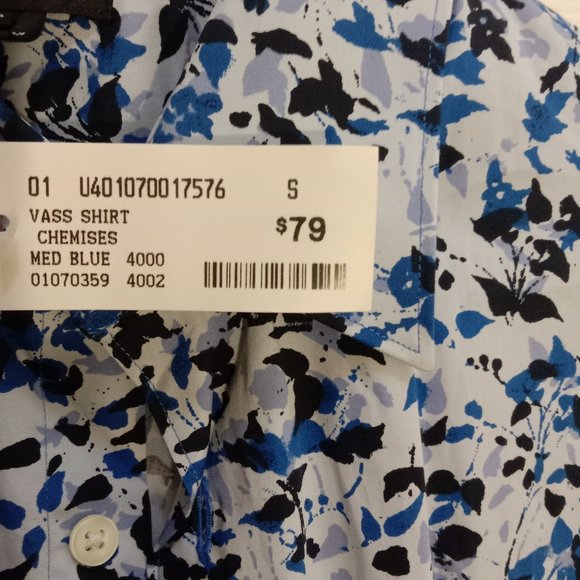 01 U401070017576 S
VASS SHIRT
CHEMISES $79
MED BLUE 4000
01070359 4002